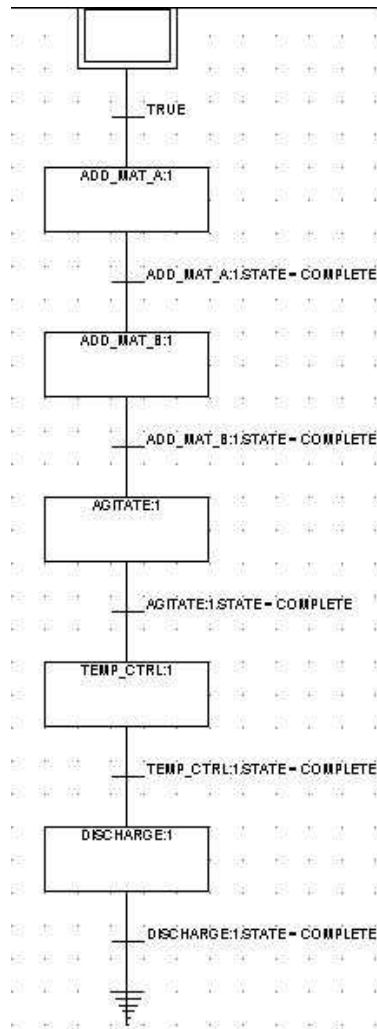 TRUE
ADD_MAT_A:1
ADD_MAT_A:1.STATE = COMPLETE
ADD_MAT_B:1
ADD_MAT_B:1.STATE = COMPLETE
AGITATE:1
AGITATE:1.STATE = COMPLETE
TEMP_CTRL:1
TEMP_CTRL:1.STATE = COMPLETE
DISCHARGE:1
DISCHARGE:1.STATE = COMPLETE